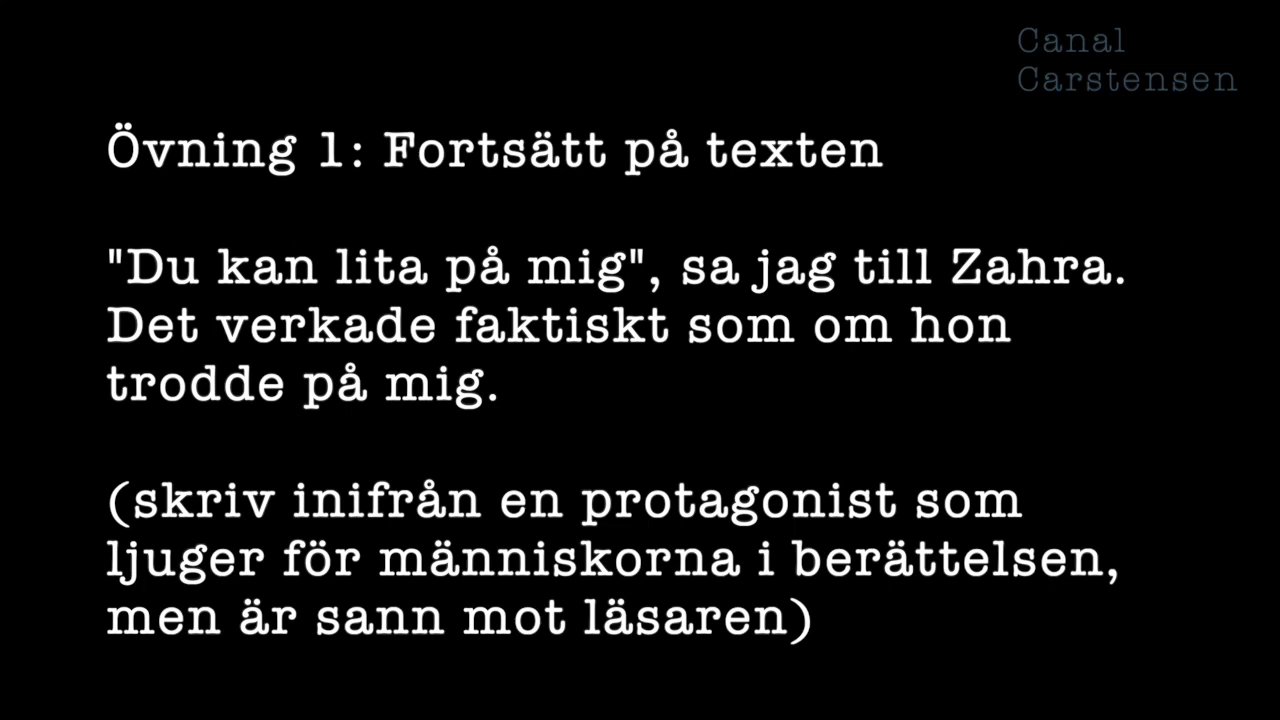 Canal
Carstensen
Övning 1: Fortsätt på texten
"Du kan lita på mig", sa jag till Zahra.
Det verkade faktiskt som om hon
trodde på mig.
(skriv inifrån en protagonist som
ljuger för människorna i berättelsen,
men är sann mot läsaren)